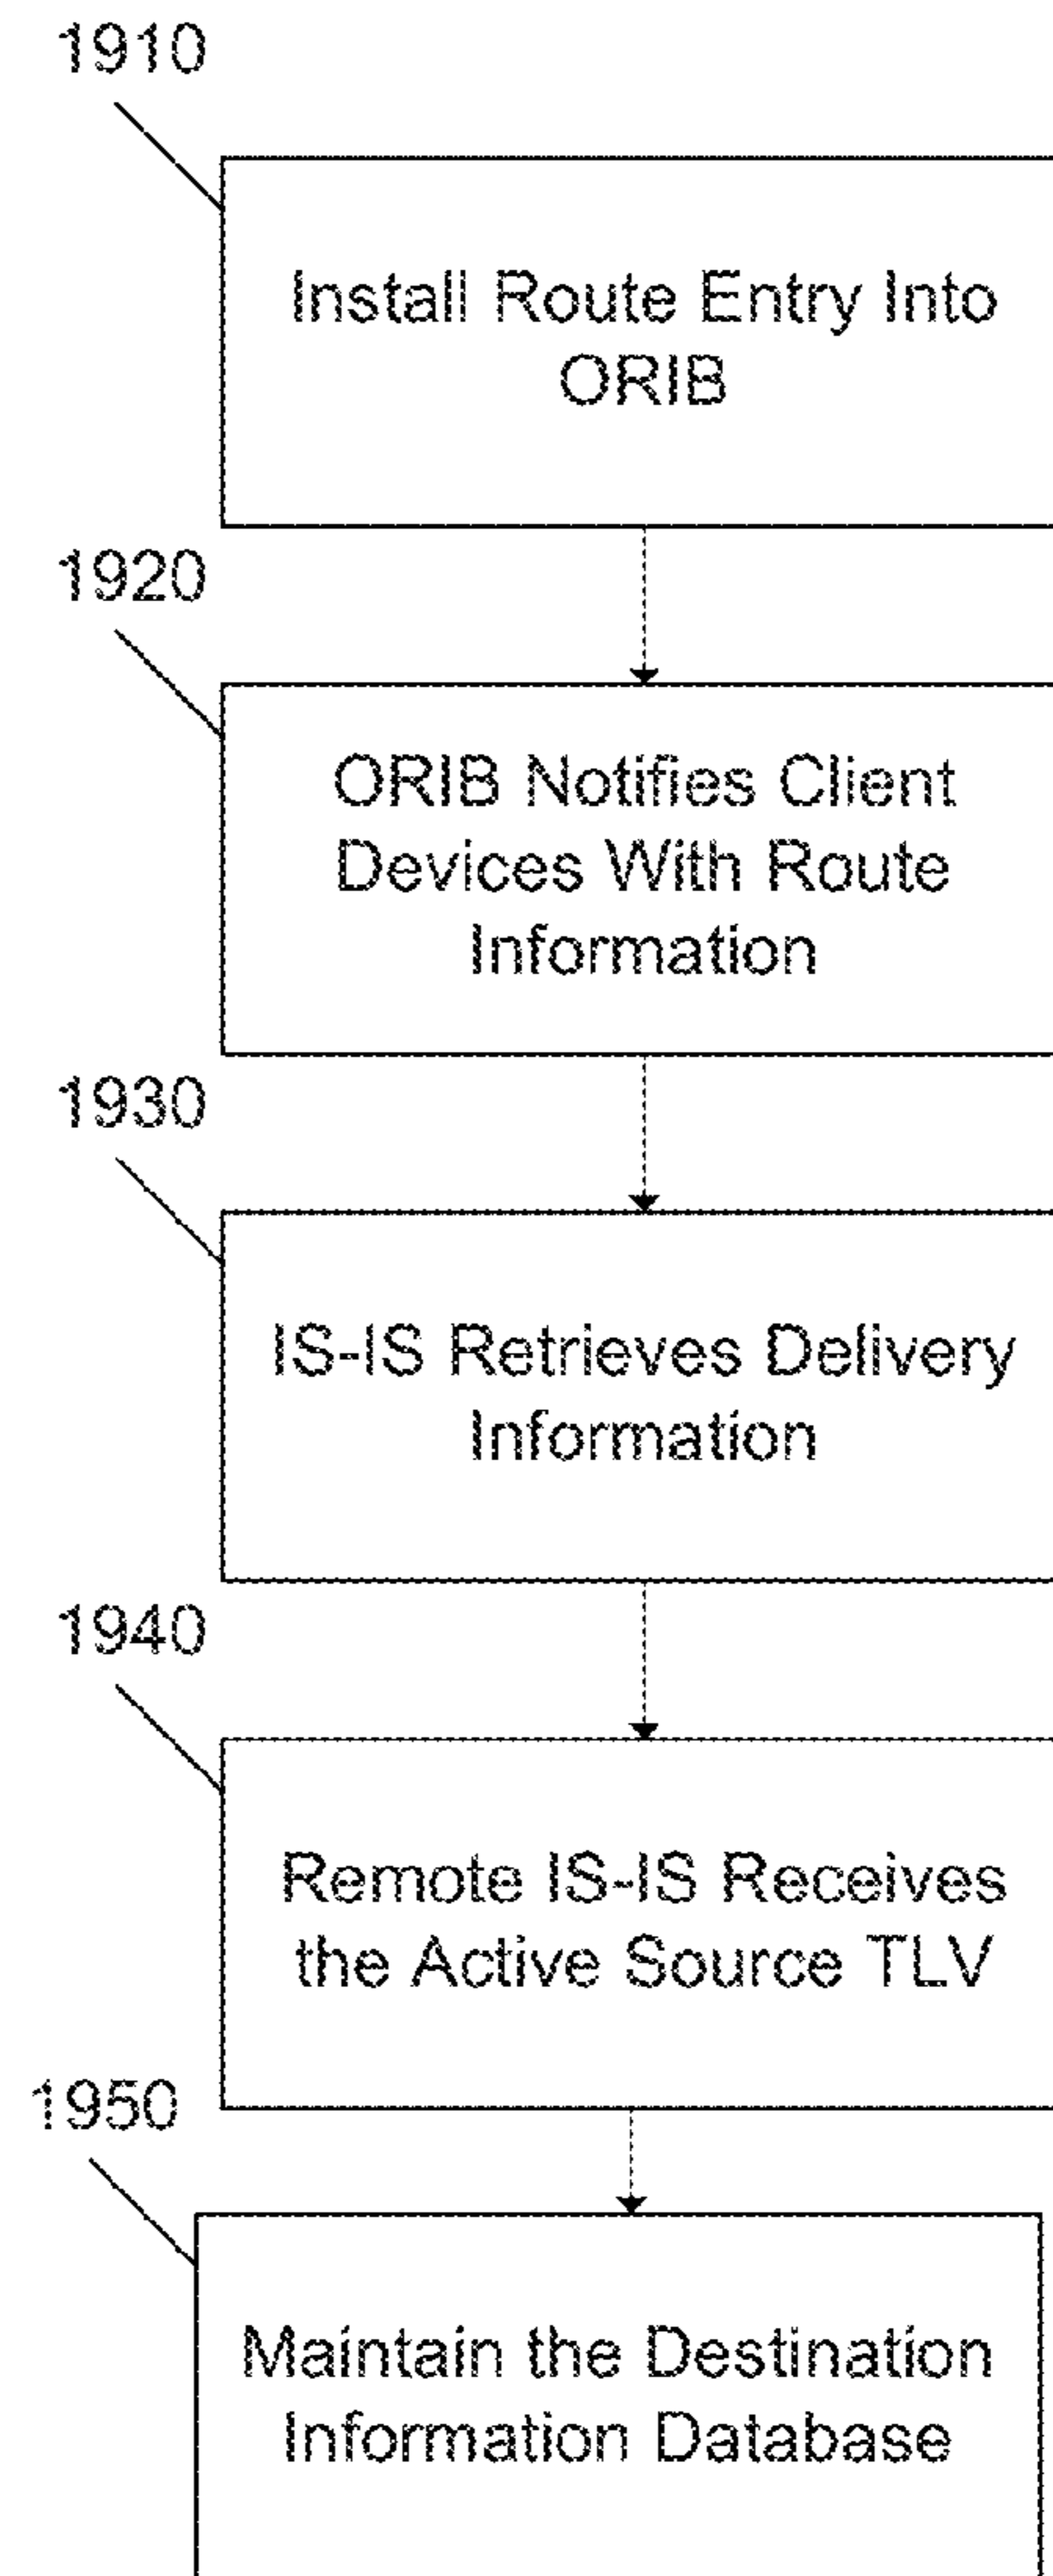 1910
Install Route Entry Into
ORIB
1920
ORIB Notifies Client
Devices With Route
Information
1930
IS-IS Retrieves Delivery
Information
1940
Remote IS-IS Receives
the Active Source TLV
1950
Maintain the Destination
Information Database